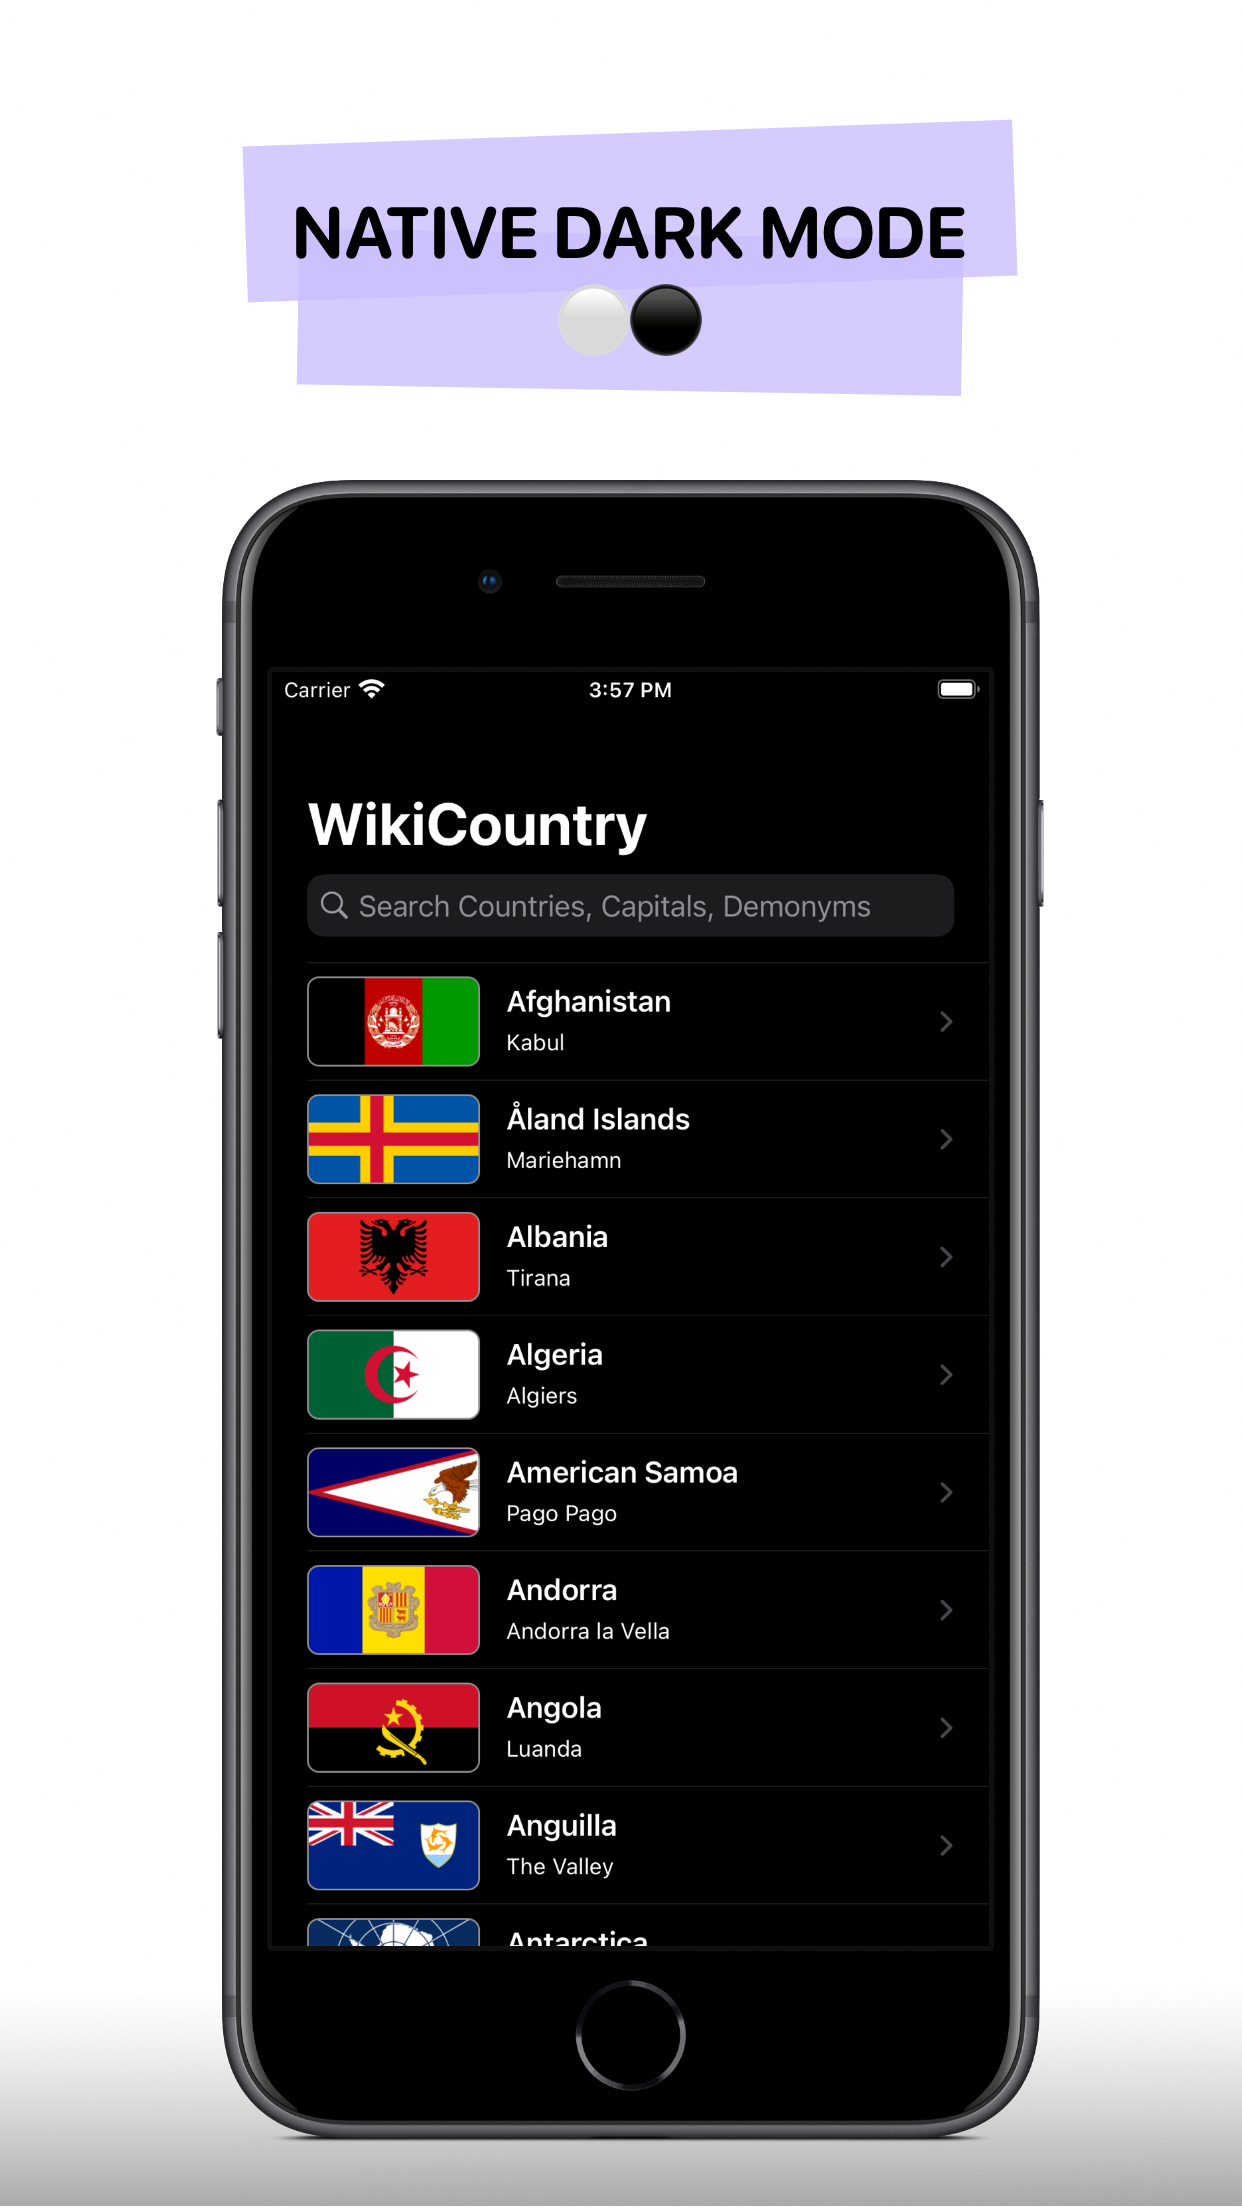 NATIVE DARK MODE
Carrier
3:57 PM
WikiCountry
Search Countries, Capitals, Demonyms
Afghanistan
Kabul
Åland Islands
Mariehamn
Albania
Tirana
Algeria
Algiers
American Samoa
Pago Pago
Andorra
Andorra la Vella
Angola
Luanda
Anguilla
The Valley
Antarctica